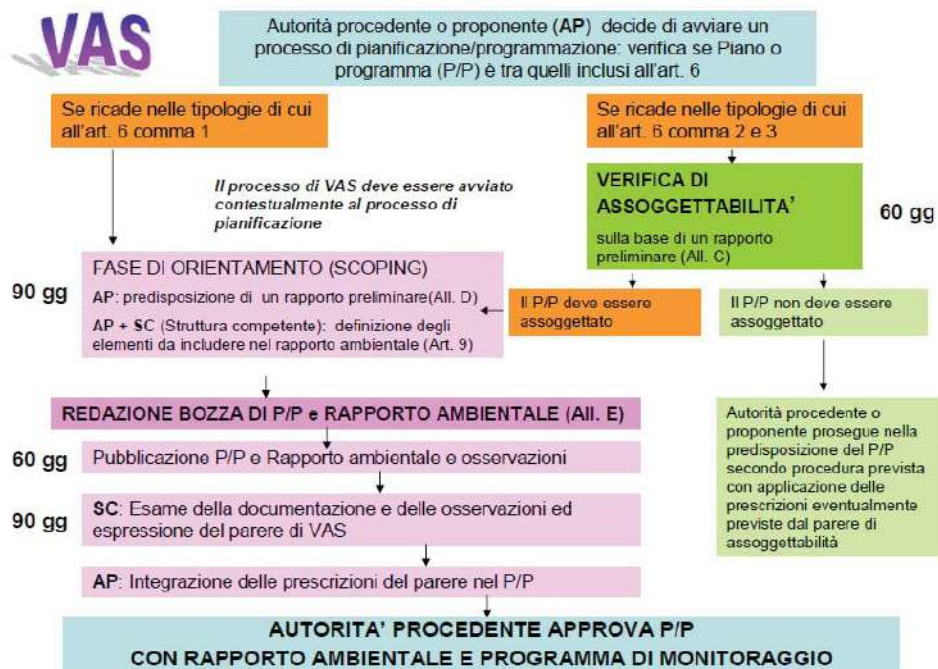 VAS
Autorità procedente o proponente (AP) decide di avviare un
processo di pianificazione/programmazione: verifica se Piano o
programma (P/P) è tra quelli inclusi all'art. 6
Se ricade nelle tipologie di cui
all'art. 6 comma 1
Se ricade nelle tipologie di cui
all'art. 6 comma 2 e 3
Il processo di VAS deve essere avviato
contestualmente al processo di
pianificazione
VERIFICA DI
ASSOGGETTABILITA'
sulla base di un rapporto
preliminare (All. C)
60 gg
90 gg
FASE DI ORIENTAMENTO (SCOPING)
AP: predisposizione di un rapporto preliminare(All. D)
AP + SC (Struttura competente): definizione degli
elementi da includere nel rapporto ambientale (Art. 9)
Il P/P deve essere
assoggettato
Il P/P non deve essere
assoggettato
REDAZIONE BOZZA DI P/P e RAPPORTO AMBIENTALE (All. E)
60 gg
Pubblicazione P/P e Rapporto ambientale e osservazioni
90 gg
SC: Esame della documentazione e delle osservazioni ed
espressione del parere di VAS
AP: Integrazione delle prescrizioni del parere nel P/P
Autorità procedente o
proponente prosegue nella
predisposizione del P/P
secondo procedura prevista
con applicazione delle
prescrizioni eventualmente
previste dal parere di
assoggettabilità
AUTORITA' PROCEDENTE APPROVA P/P
CON RAPPORTO AMBIENTALE E PROGRAMMA DI MONITORAGGIO